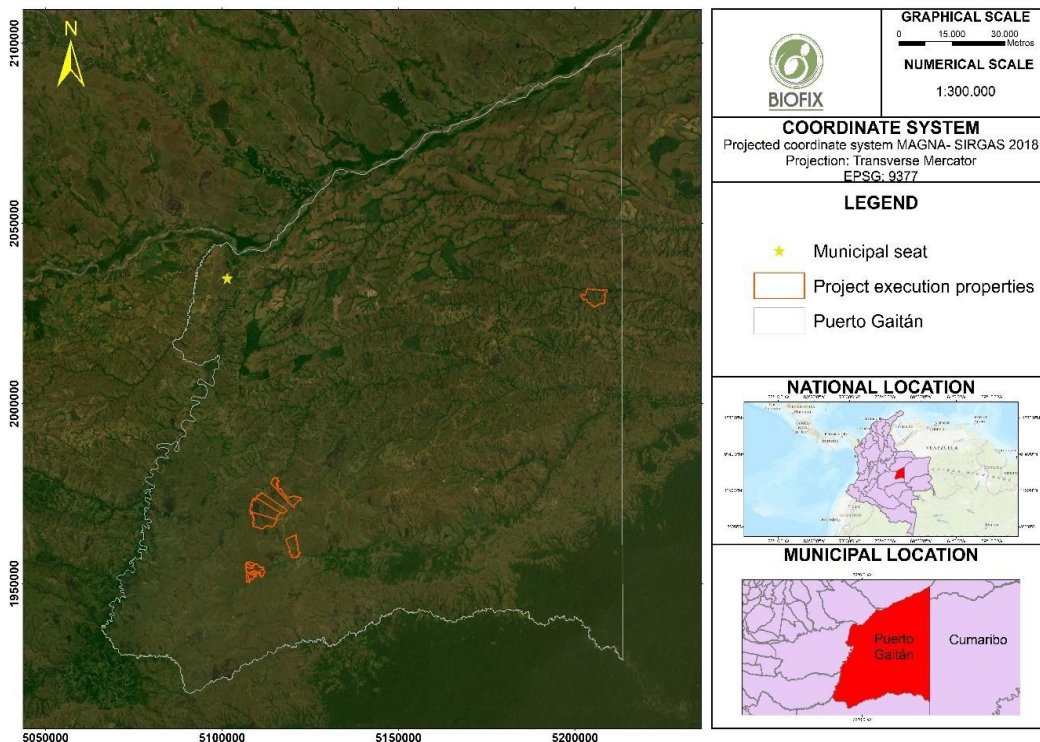 N
2100000
2050000
2000000
1950000
5050000
5100000
5150000
5200000
BIOFIX
GRAPHICAL SCALE
0 15.000 30.000
Metros
NUMERICAL SCALE
1:300.000
COORDINATE SYSTEM
Projected coordinate system MAGNA- SIRGAS 2018
Projection: Transverse Mercator
EPSG: 9377
LEGEND
Municipal seat
Project execution properties
Puerto Gaitán
NATIONAL LOCATION
VENEZUELA
MUNICIPAL LOCATION
Puerto
Gaitán
Cumaribo